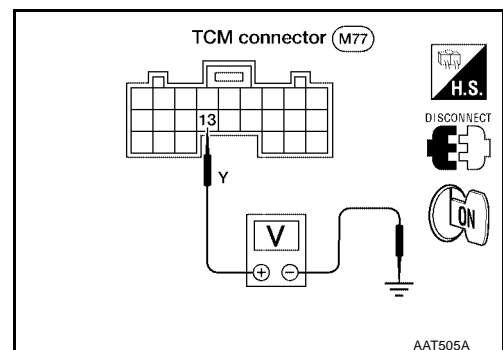 TCM connector (M77)
H.S.
DISCONNECT
13
Y
ON
V
+ −
AAT505A